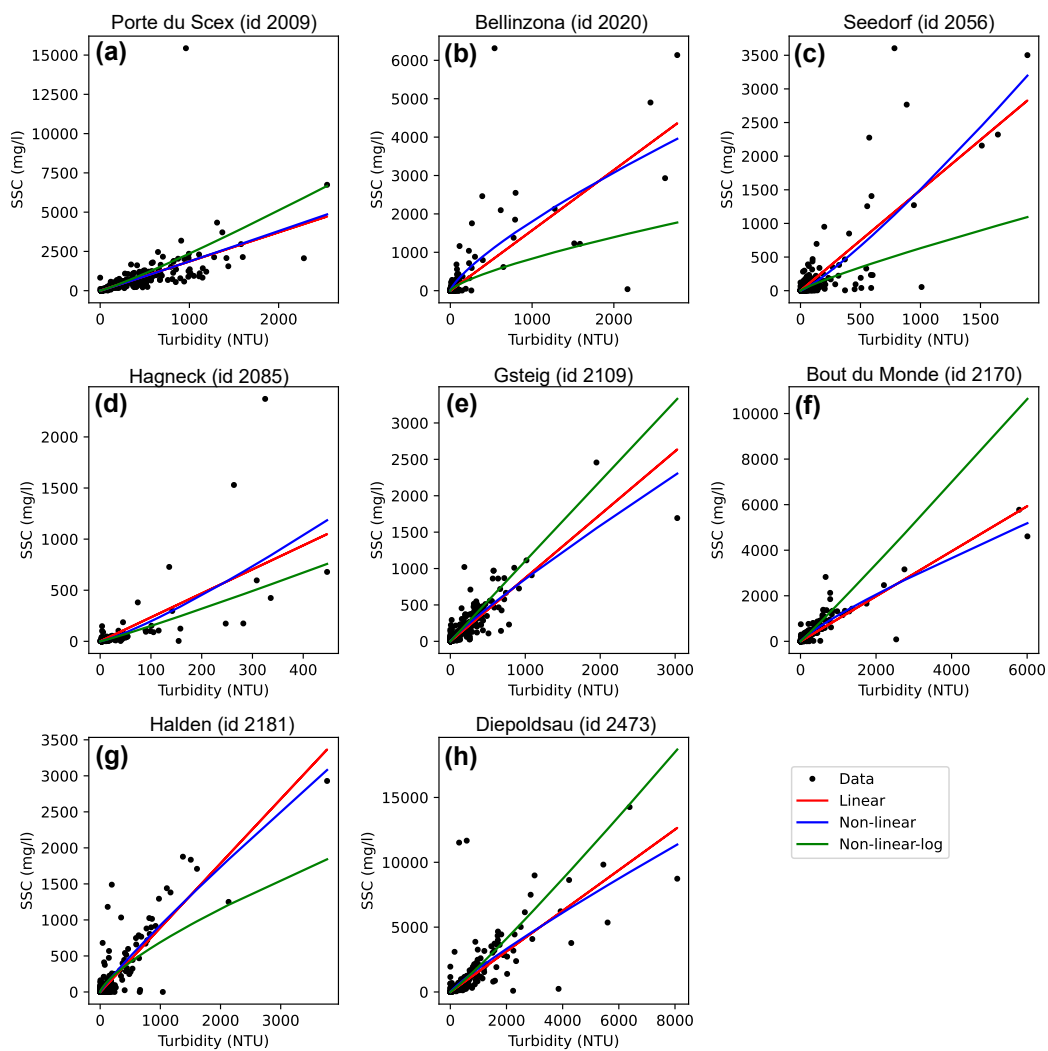 Porte du Scex (id 2009)
(a)
15000
12500
10000
7500
5000
2500
0
SSC (mg/l)
0 1000 2000
Turbidity (NTU)
Bellinzona (id 2020)
(b)
6000
5000
4000
3000
2000
1000
0
SSC (mg/l)
0 1000 2000
Turbidity (NTU)
Seedorf (id 2056)
(c)
3500
3000
2500
2000
1500
1000
500
0
SSC (mg/l)
0 500 1000 1500
Turbidity (NTU)
Hagneck (id 2085)
(d)
2000
1500
1000
500
0
SSC (mg/l)
0 100 200 300 400
Turbidity (NTU)
Gsteig (id 2109)
(e)
3000
2500
2000
1500
1000
500
0
SSC (mg/l)
0 1000 2000 3000
Turbidity (NTU)
Bout du Monde (id 2170)
(f)
10000
8000
6000
4000
2000
0
SSC (mg/l)
0 2000 4000 6000
Turbidity (NTU)
Halden (id 2181)
(g)
3500
3000
2500
2000
1500
1000
500
0
SSC (mg/l)
0 1000 2000 3000
Turbidity (NTU)
Diepoldsau (id 2473)
(h)
15000
10000
5000
0
SSC (mg/l)
0 2000 4000 6000 8000
Turbidity (NTU)
Data
Linear
Non-linear
Non-linear-log